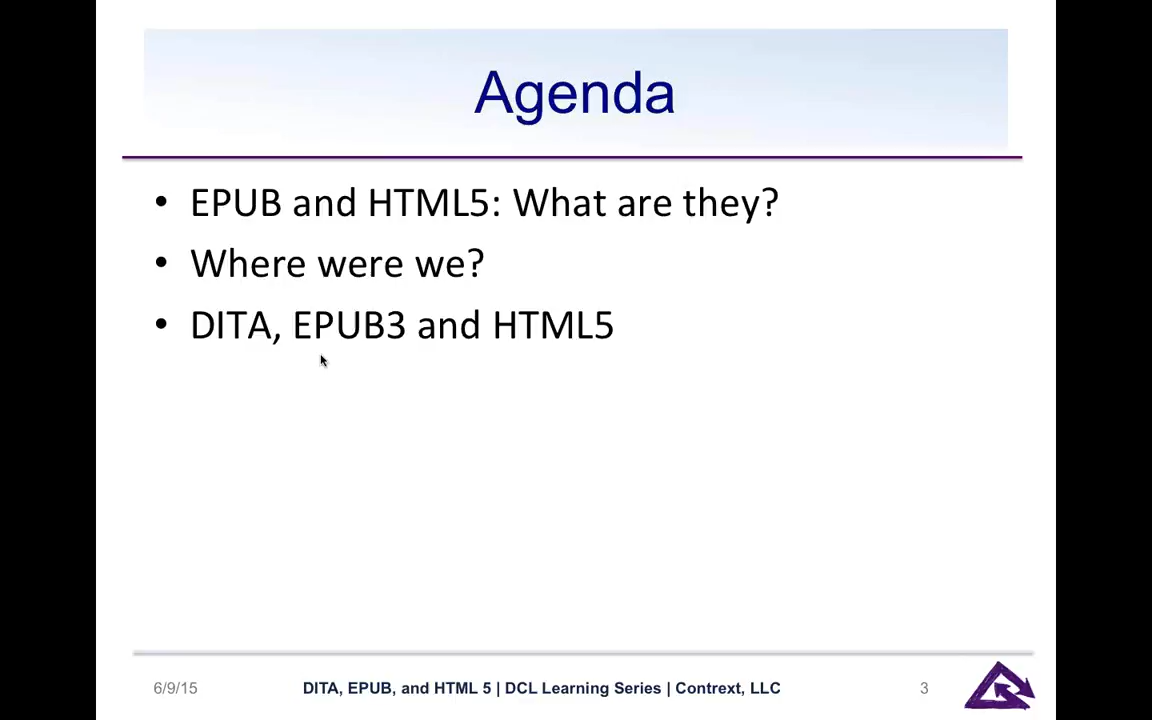 Agenda
• EPUB and HTML5: What are they?
• Where were we?
• DITA, EPUB3 and HTML5
6/9/15 DITA, EPUB, and HTML 5 | DCL Learning Series | Contrext, LLC 3